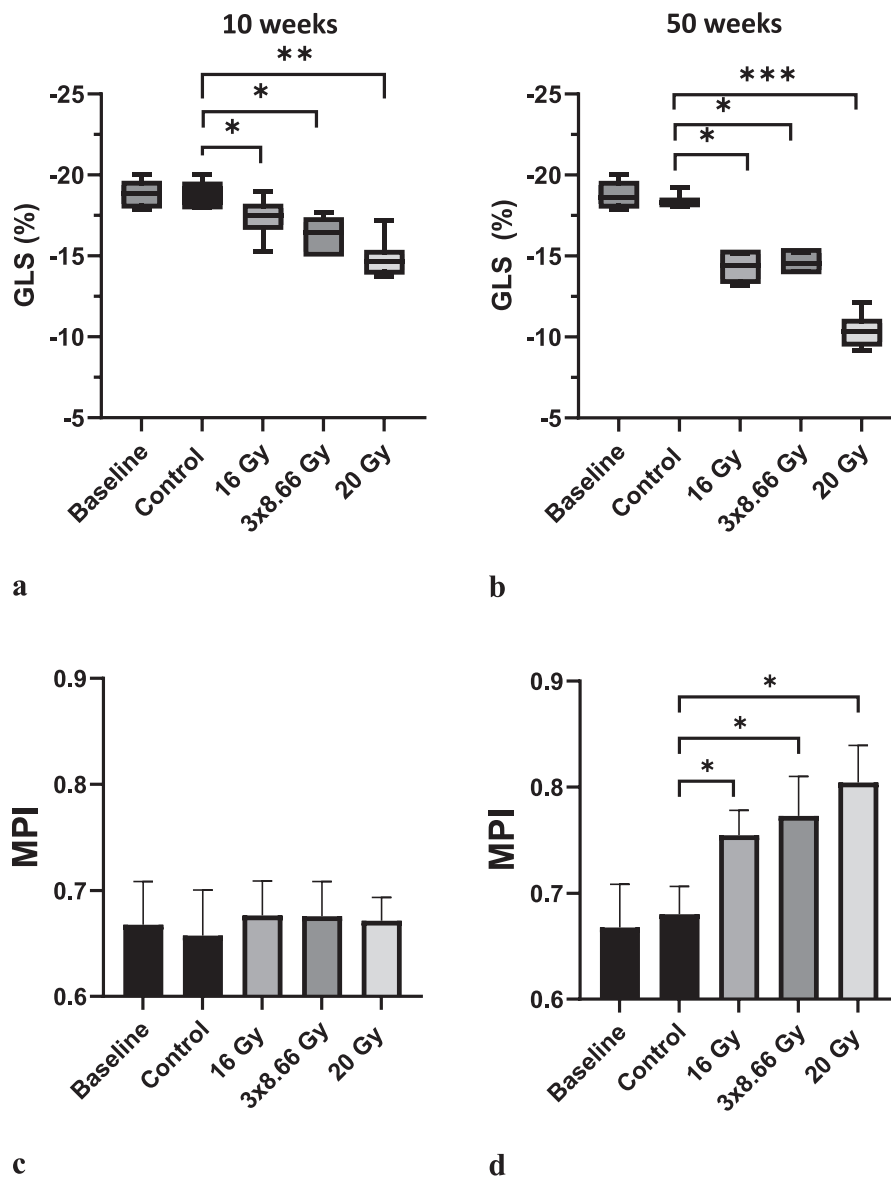 10 weeks
**
*
*
-25
-20
-15
-10
-5
GLS (%)
Baseline
Control
16 Gy
3x8.66 Gy
20 Gy
a
50 weeks
***
*
*
-25
-20
-15
-10
-5
GLS (%)
Baseline
Control
16 Gy
3x8.66 Gy
20 Gy
b
0.9
0.8
0.7
0.6
MPI
Baseline
Control
16 Gy
3x8.66 Gy
20 Gy
c
*
*
*
0.9
0.8
0.7
0.6
MPI
Baseline
Control
16 Gy
3x8.66 Gy
20 Gy
d